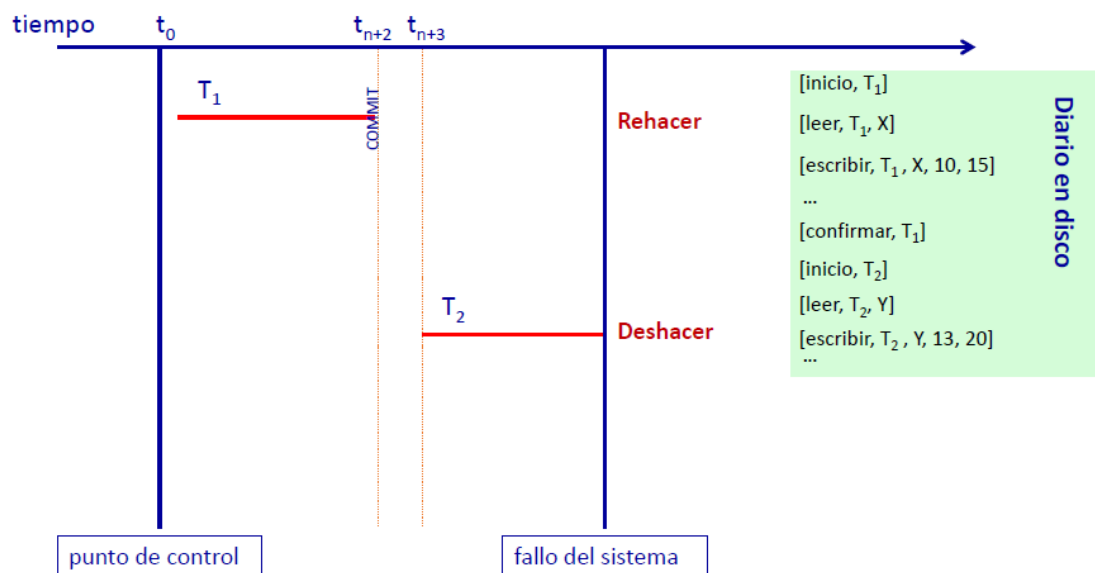 tiempo t₀ tₙ₊₂ tₙ₊₃
T₁
COMMIT
Rehacer
T₂
Deshacer
[inicio, T₁]
[leer, T₁, X]
[escribir, T₁ , X, 10, 15]
...
[confirmar, T₁]
[inicio, T₂]
[leer, T₂, Y]
[escribir, T₂ , Y, 13, 20]
...
Diario en disco
punto de control
fallo del sistema